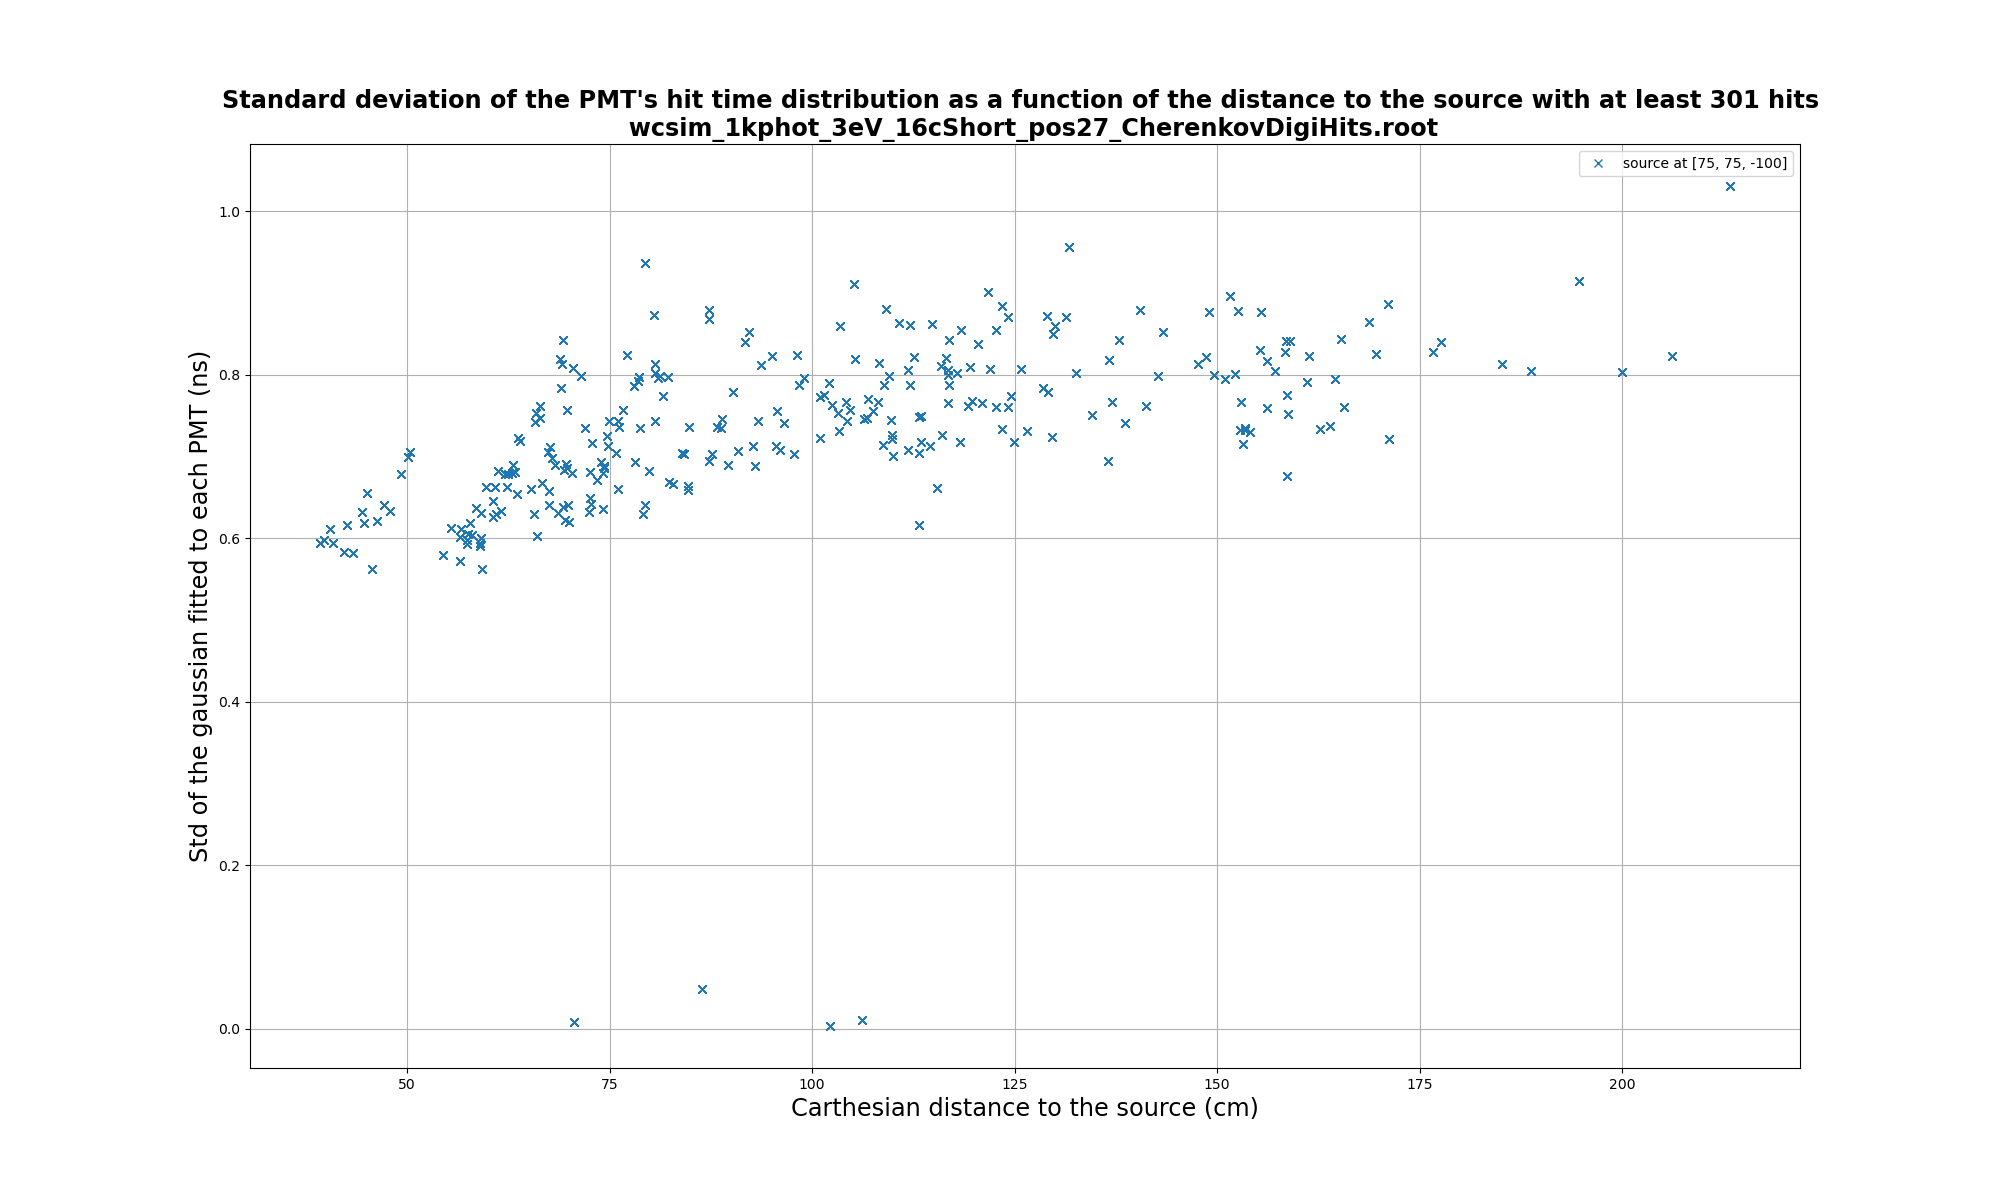 Standard deviation of the PMT's hit time distribution as a function of the distance to the source with at least 301 hits
wcsim_1kphot_3eV_16cShort_pos27_CherenkovDigiHits.root
source at [75, 75, -100]
Std of the gaussian fitted to each PMT (ns)
1.0
0.8
0.6
0.4
0.2
0.0
50 75 100 125 150 175 200
Carthesian distance to the source (cm)